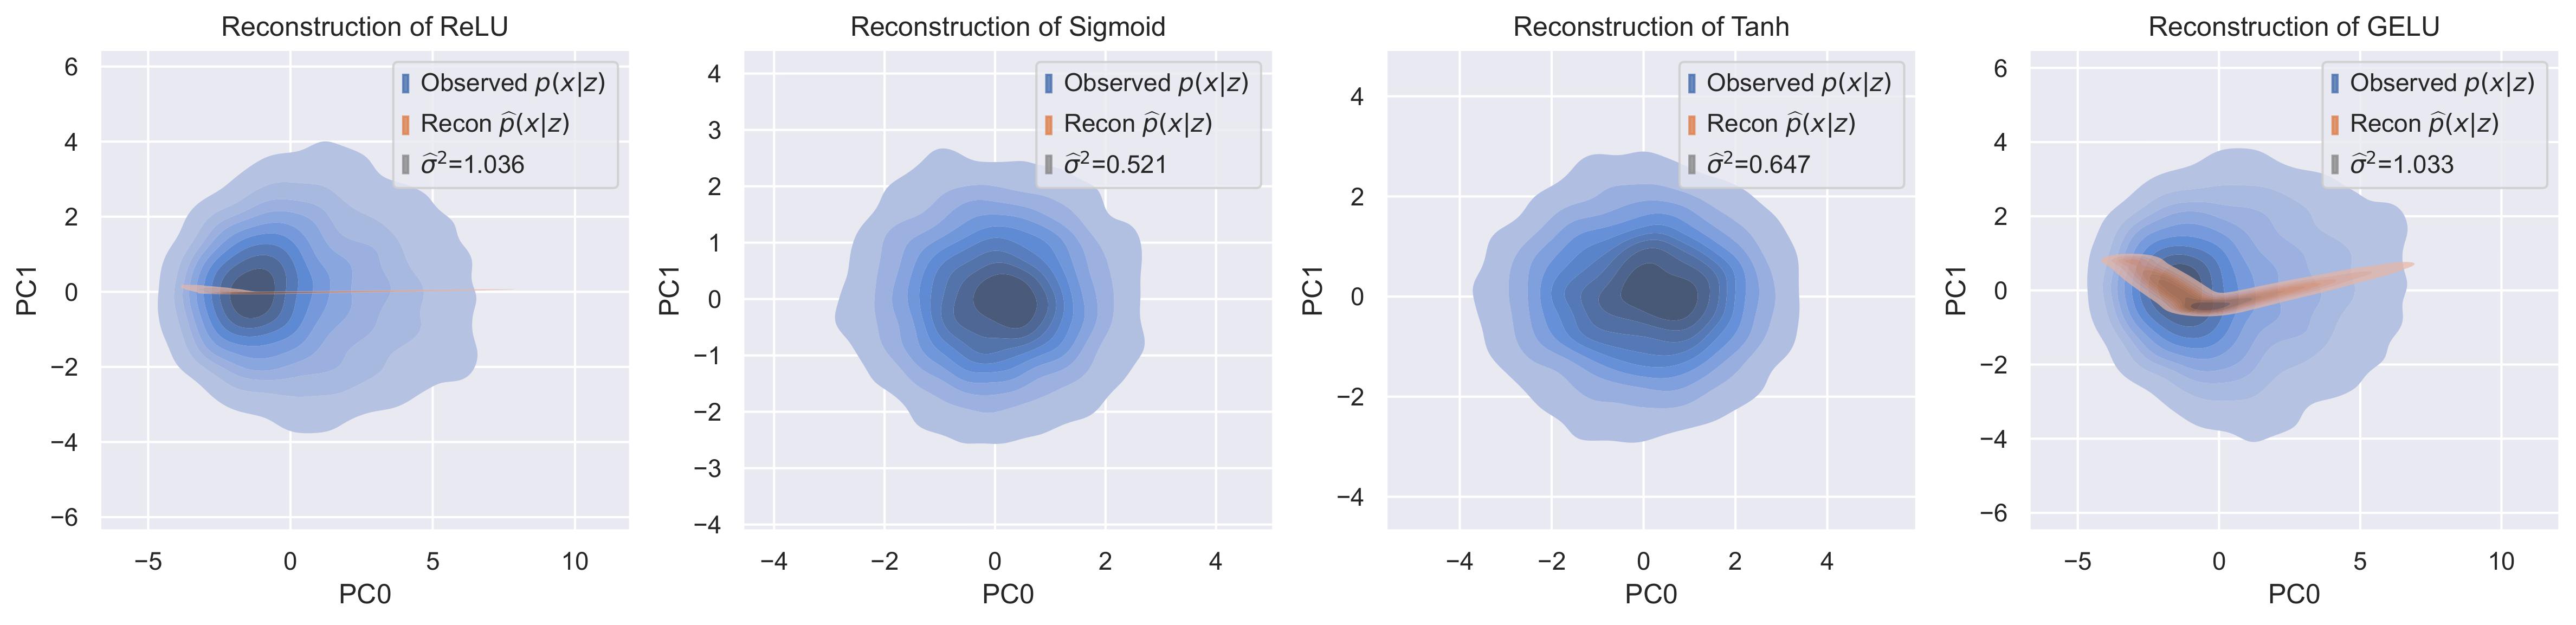 Reconstruction of ReLU
6
4
2
0
−2
−4
−6
−5
0
5
10
PC1
PC0
Observed p(x|z)
Recon p̂(x|z)
σ̂²=1.036
Reconstruction of Sigmoid
4
3
2
1
0
−1
−2
−3
−4
−4
−2
0
2
4
PC1
PC0
Observed p(x|z)
Recon p̂(x|z)
σ̂²=0.521
Reconstruction of Tanh
4
2
0
−2
−4
−4
−2
0
2
4
PC1
PC0
Observed p(x|z)
Recon p̂(x|z)
σ̂²=0.647
Reconstruction of GELU
6
4
2
0
−2
−4
−6
−5
0
5
10
PC1
PC0
Observed p(x|z)
Recon p̂(x|z)
σ̂²=1.033